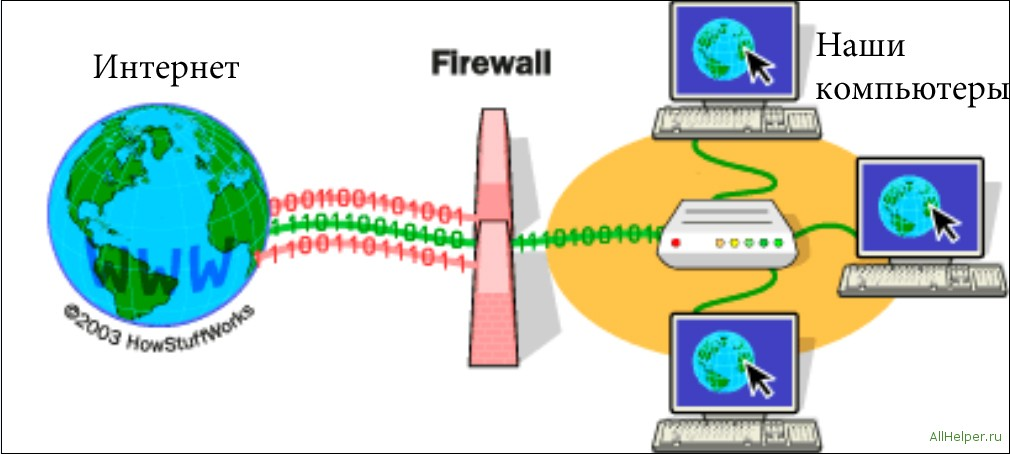 Интернет
Firewall
Наши
компьютеры
WWW
©2003 HowStuffWorks
AllHelper.ru